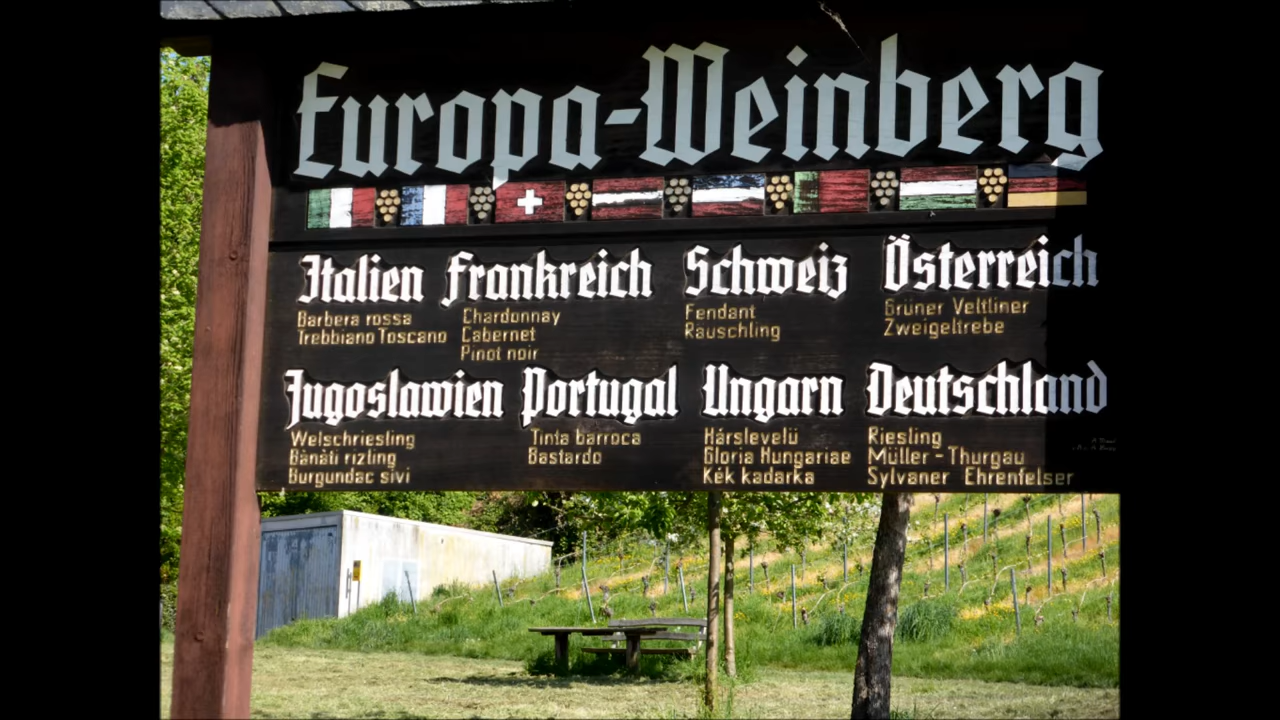 Europa-Weinberg
Italien
Barbera rossa
Trebbiano Toscano
Frankreich
Chardonnay
Cabernet
Pinot noir
Schweiz
Fendant
Räuschling
Österreich
Grüner Veltliner
Zweigeltrebe
Jugoslawien
Welschriesling
Bánáti rizling
Burgundac sivi
Portugal
Tinta barroca
Bastardo
Ungarn
Hárslevelü
Gloria Hungariae
Kék kadarka
Deutschland
Riesling
Müller-Thurgau
Sylvaner Ehrenfelser